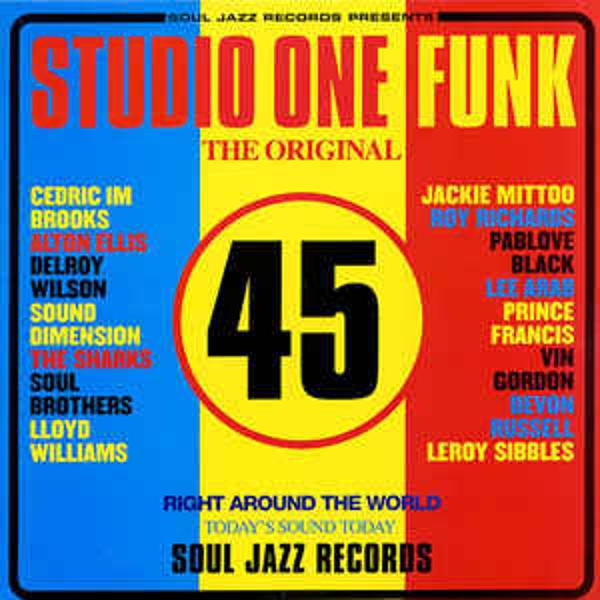 SOUL JAZZ RECORDS PRESENTS
STUDIO ONE FUNK
THE ORIGINAL
CEDRIC IM
BROOKS
ALTON ELLIS
DELROY
WILSON
SOUND
DIMENSION
THE SHARKS
SOUL
BROTHERS
LLOYD
WILLIAMS
45
JACKIE MITTOO
ROY RICHARDS
PABLOVE
BLACK
LEE ARAB
PRINCE
FRANCIS
VIN
GORDON
DEVON
RUSSELL
LEROY SIBBLES
RIGHT AROUND THE WORLD
TODAY'S SOUND TODAY
SOUL JAZZ RECORDS